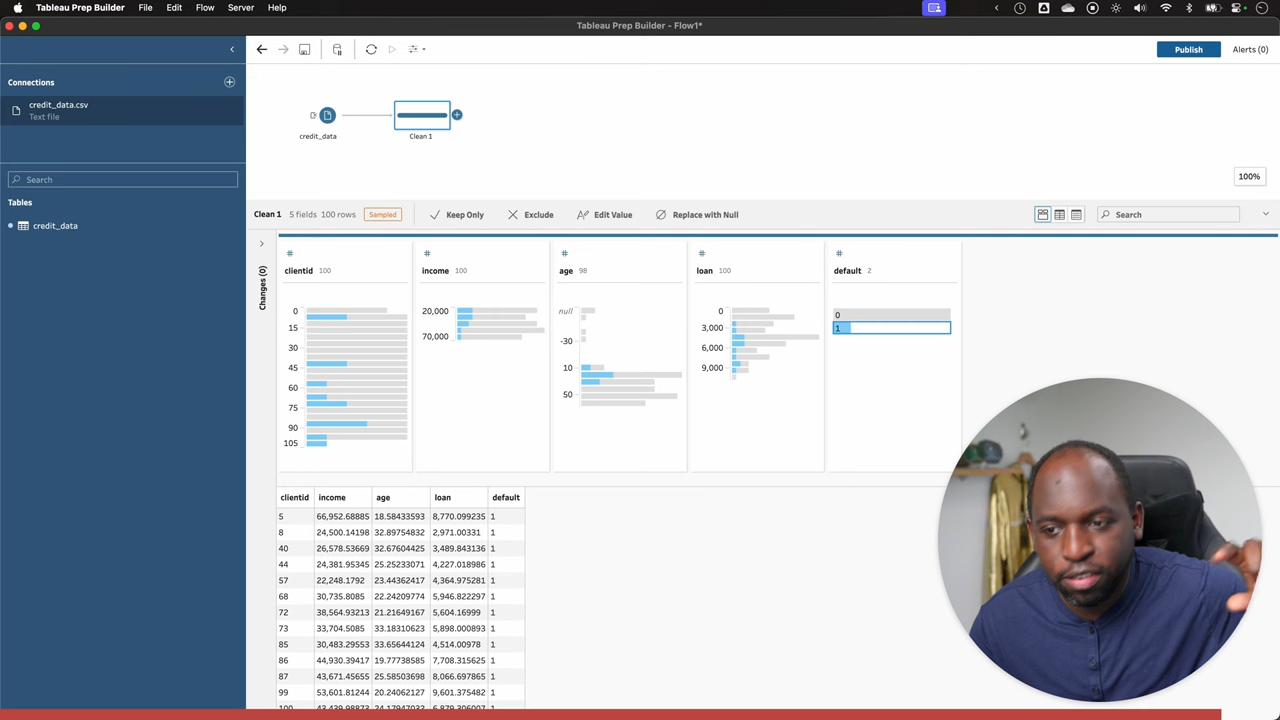 Tableau Prep Builder File Edit Flow Server Help
Tableau Prep Builder - Flow1*
Publish Alerts (0)
Connections
credit_data.csv
Text file
Search
Tables
credit_data
credit_data
Clean 1
100%
Clean 1 5 fields 100 rows Sampled Keep Only Exclude Edit Value Replace with Null Search
Changes (0)
# # # # #
clientid 100 income 100 age 98 loan 100 default 2
0
15
30
45
60
75
90
105
20,000
70,000
null
-30
10
50
0
3,000
6,000
9,000
0
1
clientid income age loan default
5 66,952.68885 18.58433593 8,770.099235 1
8 24,500.14198 32.89754832 2,971.00331 1
40 26,578.53669 32.67604425 3,489.843136 1
44 24,381.95345 25.25233071 4,227.018986 1
57 22,248.1792 23.44362417 4,364.975281 1
68 30,735.8085 22.24209774 5,946.822297 1
72 38,564.93213 21.21649167 5,604.16999 1
73 33,704.5085 33.18310623 5,898.000893 1
85 30,483.29553 33.65644124 4,514.00978 1
86 44,930.39417 19.77738585 7,708.315625 1
87 43,671.45655 25.58503698 8,066.697865 1
99 53,601.81244 20.24062127 9,601.375482 1
100 43,439.98873 24.17947032 6,879.306007 1